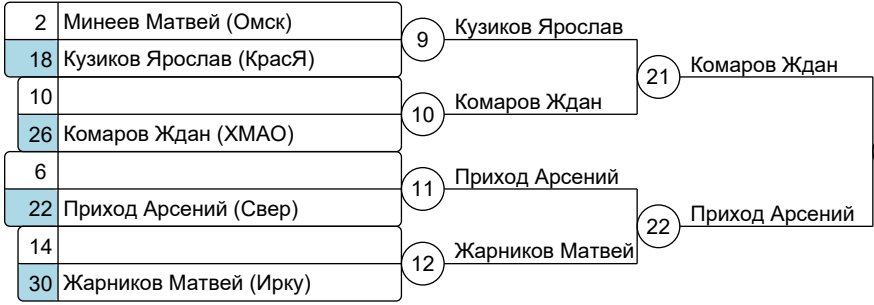 2 Минеев Матвей (Омск)
18 Кузиков Ярослав (КрасЯ)
10
26 Комаров Ждан (ХМАО)
6
22 Приход Арсений (Свер)
14
30 Жарников Матвей (Ирку)
9 Кузиков Ярослав
10 Комаров Ждан
11 Приход Арсений
12 Жарников Матвей
21 Комаров Ждан
22 Приход Арсений